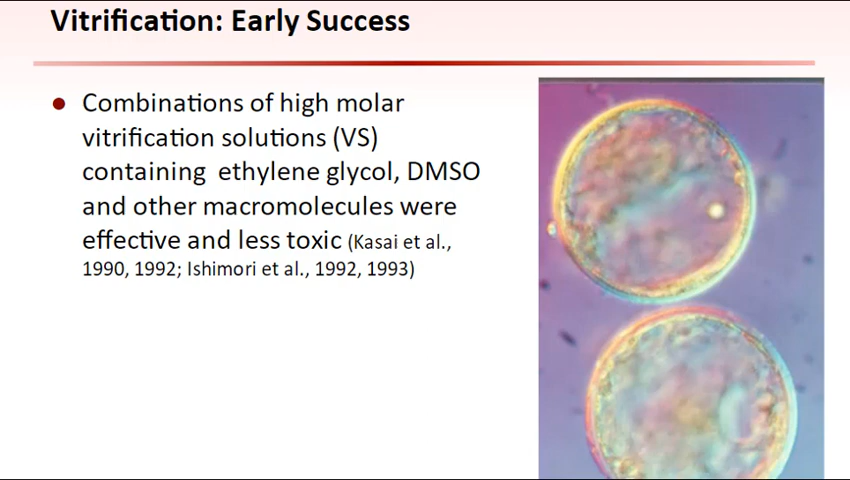 Vitrification: Early Success
Combinations of high molar
vitrification solutions (VS)
containing  ethylene glycol, DMSO
and other macromolecules were
effective and less toxic (Kasai et al.,
1990, 1992; Ishimori et al., 1992, 1993)